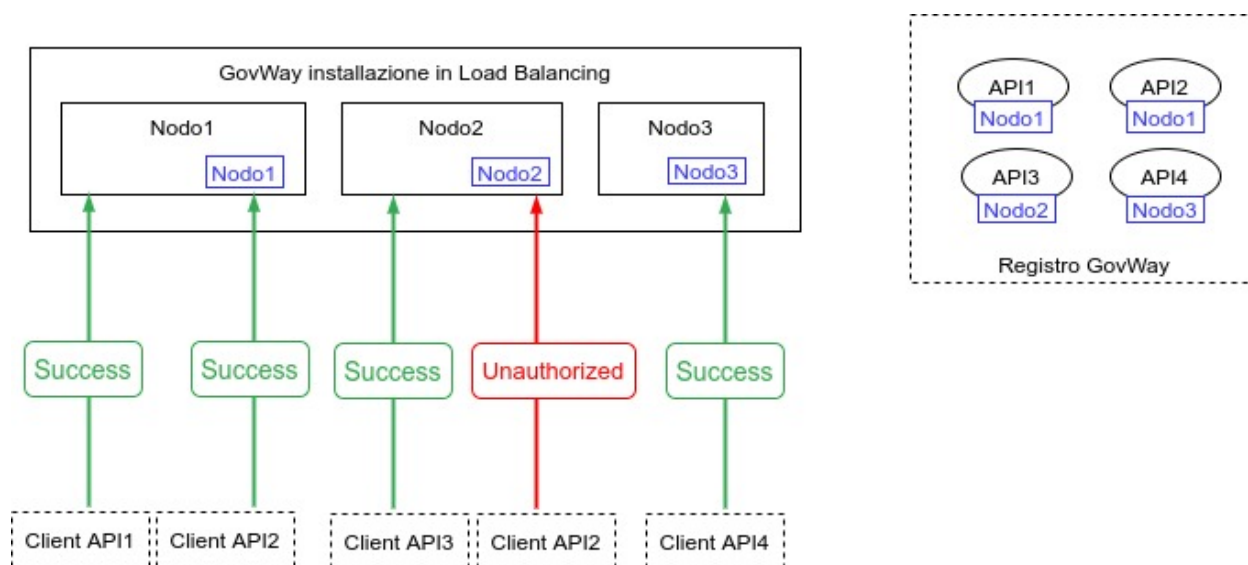 GovWay installazione in Load Balancing
Nodo1
Nodo1
Nodo2
Nodo2
Nodo3
Nodo3
Success
Success
Success
Unauthorized
Success
Client API1
Client API2
Client API3
Client API2
Client API4
API1
Nodo1
API2
Nodo1
API3
Nodo2
API4
Nodo3
Registro GovWay